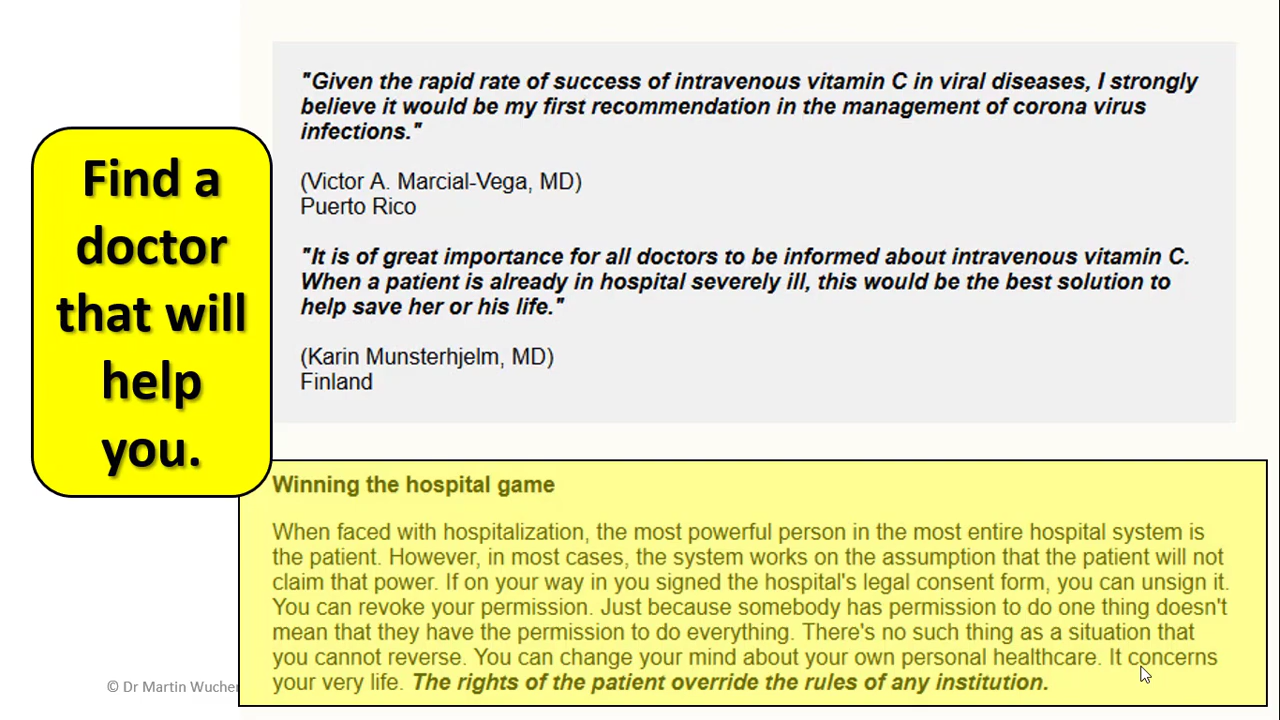 Find a
doctor
that will
help
you.
"Given the rapid rate of success of intravenous vitamin C in viral diseases, I strongly
believe it would be my first recommendation in the management of corona virus
infections."
(Victor A. Marcial-Vega, MD)
Puerto Rico
"It is of great importance for all doctors to be informed about intravenous vitamin C.
When a patient is already in hospital severely ill, this would be the best solution to
help save her or his life."
(Karin Munsterhjelm, MD)
Finland
Winning the hospital game
When faced with hospitalization, the most powerful person in the most entire hospital system is
the patient. However, in most cases, the system works on the assumption that the patient will not
claim that power. If on your way in you signed the hospital's legal consent form, you can unsign it.
You can revoke your permission. Just because somebody has permission to do one thing doesn't
mean that they have the permission to do everything. There's no such thing as a situation that
you cannot reverse. You can change your mind about your own personal healthcare. It concerns
your very life. The rights of the patient override the rules of any institution.
© Dr Martin Wucher